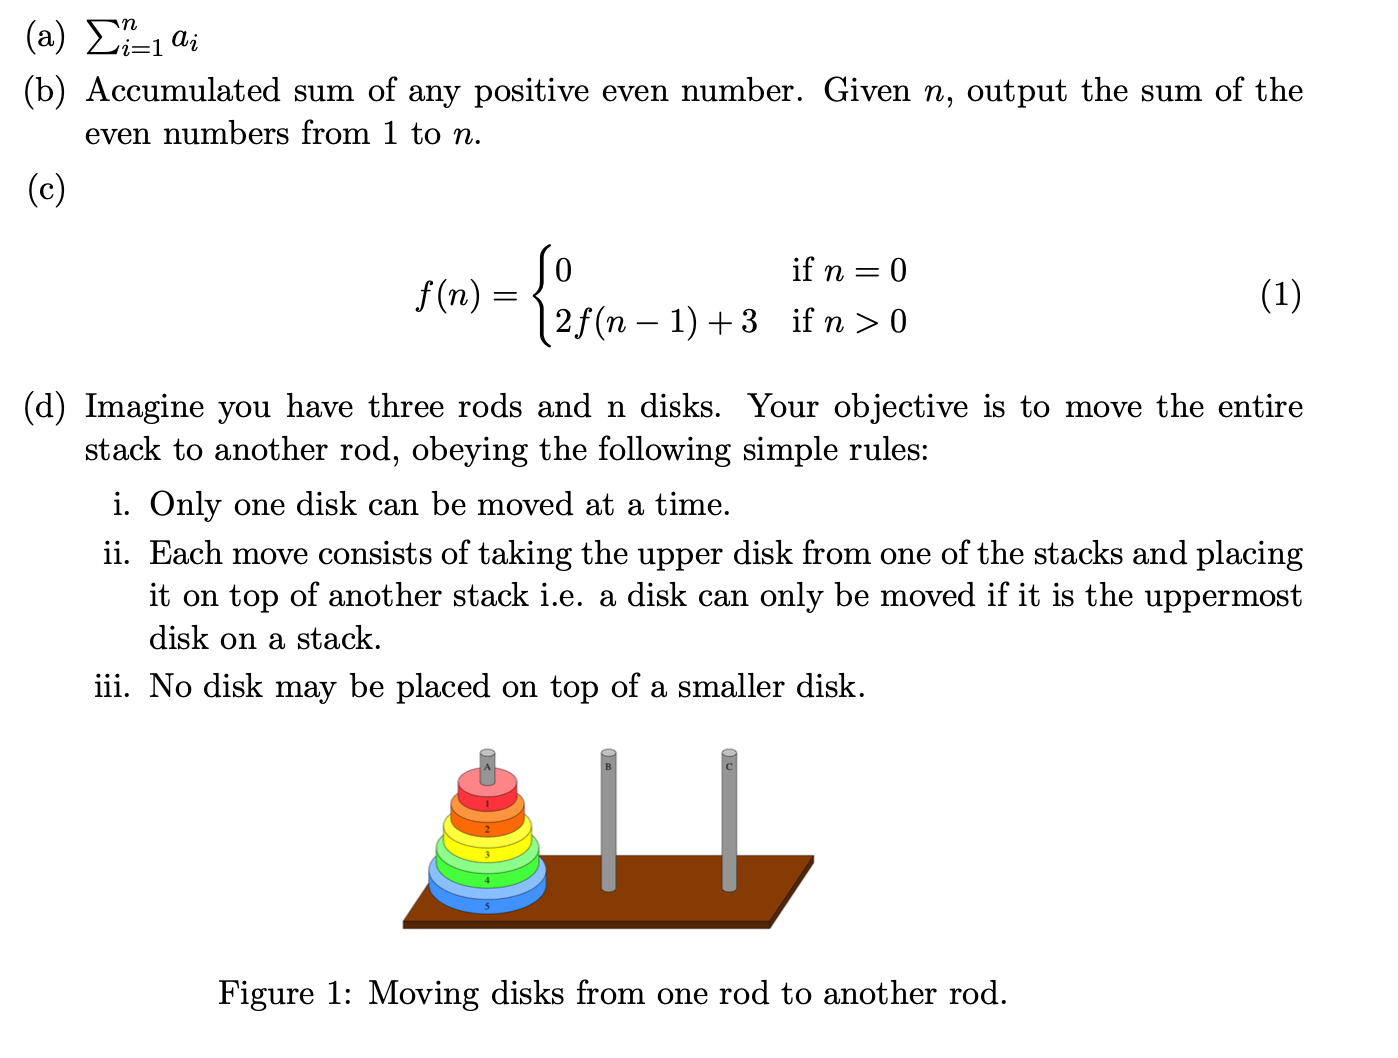 (a) $\sum_{i=1}^{n} a_i$
(b) Accumulated sum of any positive even number. Given n, output the sum of the
even numbers from 1 to n.
(c)
$f(n) = \begin{cases} 0 & \text{if } n = 0 \\ 2f(n-1)+3 & \text{if } n > 0 \end{cases}$ (1)
(d) Imagine you have three rods and n disks. Your objective is to move the entire
stack to another rod, obeying the following simple rules:
i. Only one disk can be moved at a time.
ii. Each move consists of taking the upper disk from one of the stacks and placing
it on top of another stack i.e. a disk can only be moved if it is the uppermost
disk on a stack.
iii. No disk may be placed on top of a smaller disk.
A B C
1
2
3
4
5
Figure 1: Moving disks from one rod to another rod.